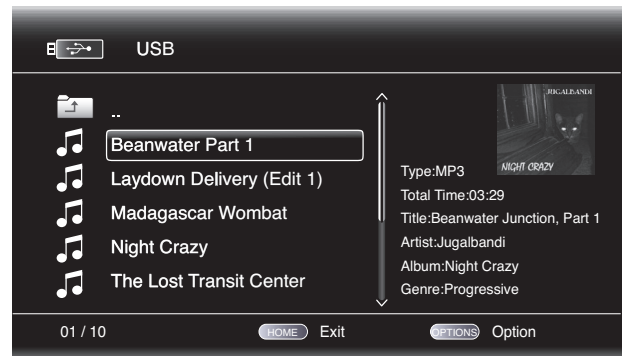 USB
..
Beanwater Part 1
Laydown Delivery (Edit 1)
Madagascar Wombat
Night Crazy
The Lost Transit Center
JUGALBANDI
NIGHT CRAZY
Type:MP3
Total Time:03:29
Title:Beanwater Junction, Part 1
Artist:Jugalbandi
Album:Night Crazy
Genre:Progressive
01 / 10
HOME Exit
OPTIONS Option